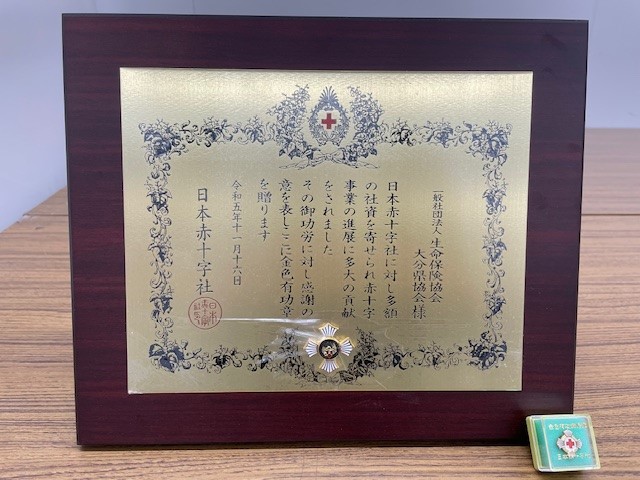 一般社団法人 生命保険協会
大分県協会様
日本赤十字社に対し多額
の社資を寄せられ赤十字
事業の進展に多大の貢献
をされました
その御功労に対し感謝の
意を表しここに金色有功章
を贈ります
令和五年十二月十六日
日本赤十字社